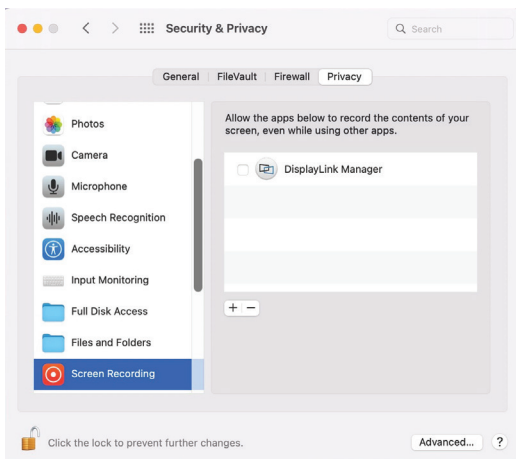 Security & Privacy
Search
General FileVault Firewall Privacy
Photos
Camera
Microphone
Speech Recognition
Accessibility
Input Monitoring
Full Disk Access
Files and Folders
Screen Recording
Allow the apps below to record the contents of your
screen, even while using other apps.
DisplayLink Manager
+ −
Click the lock to prevent further changes.
Advanced... ?